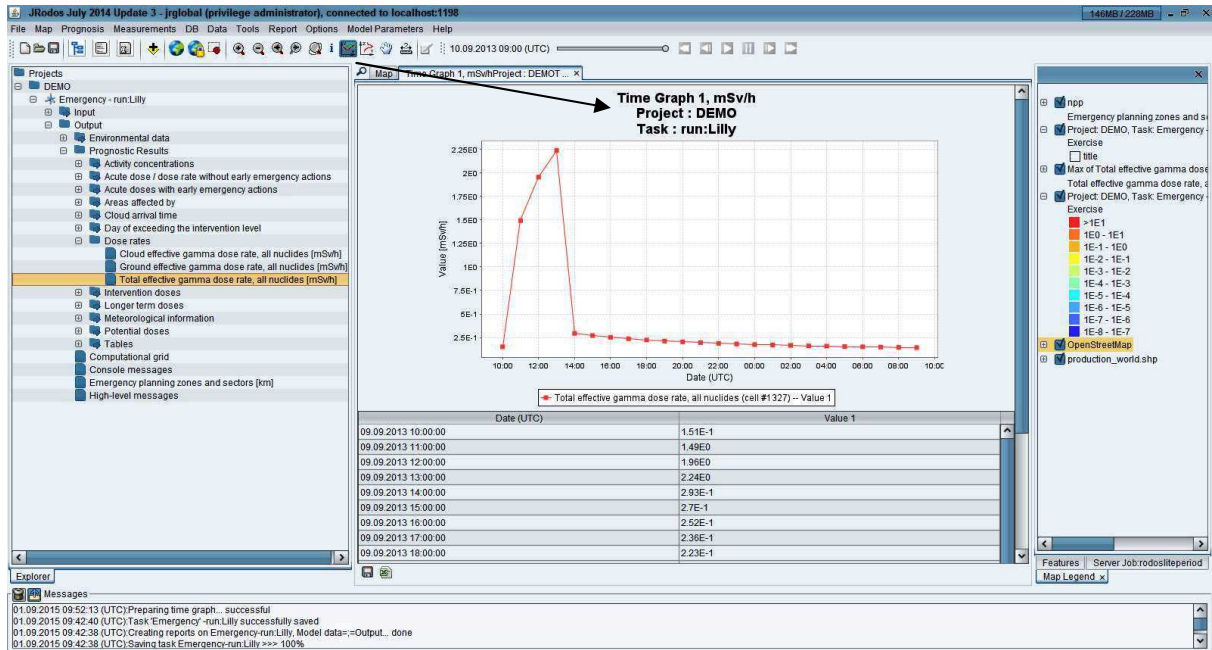 JRodos July 2014 Update 3 - jrglobal (privilege administrator), connected to localhost:1198
146MB / 228MB
File Map Prognosis Measurements DB Data Tools Report Options Model Parameters Help
10.09.2013 09:00 (UTC)
Projects
DEMO
Emergency - run:Lilly
Input
Output
Environmental data
Prognostic Results
Activity concentrations
Acute dose / dose rate without early emergency actions
Acute doses with early emergency actions
Areas affected by
Cloud arrival time
Day of exceeding the intervention level
Dose rates
Cloud effective gamma dose rate, all nuclides [mSv/h]
Ground effective gamma dose rate, all nuclides [mSv/h]
Total effective gamma dose rate, all nuclides [mSv/h]
Intervention doses
Longer term doses
Meteorological information
Potential doses
Tables
Computational grid
Console messages
Emergency planning zones and sectors [km]
High-level messages
Explorer
Map
Time Graph 1, mSv/hProject : DEMOT ... x
Time Graph 1, mSv/h
Project : DEMO
Task : run:Lilly
Value [mSv/h]
2.25E0
2E0
1.75E0
1.5E0
1.25E0
1E0
7.5E-1
5E-1
2.5E-1
10:00 12:00 14:00 16:00 18:00 20:00 22:00 00:00 02:00 04:00 06:00 08:00 10:00
Date (UTC)
Total effective gamma dose rate, all nuclides (cell #1327) -- Value 1
Date (UTC) Value 1
09.09.2013 10:00:00 1.51E-1
09.09.2013 11:00:00 1.49E0
09.09.2013 12:00:00 1.96E0
09.09.2013 13:00:00 2.24E0
09.09.2013 14:00:00 2.93E-1
09.09.2013 15:00:00 2.7E-1
09.09.2013 16:00:00 2.52E-1
09.09.2013 17:00:00 2.36E-1
09.09.2013 18:00:00 2.23E-1
npp
Emergency planning zones and s
Project: DEMO, Task: Emergency -
Exercise
title
Max of Total effective gamma dose
Total effective gamma dose rate, a
Project: DEMO, Task: Emergency -
Exercise
>1E1
1E0 - 1E1
1E-1 - 1E0
1E-2 - 1E-1
1E-3 - 1E-2
1E-4 - 1E-3
1E-5 - 1E-4
1E-6 - 1E-5
1E-7 - 1E-6
1E-8 - 1E-7
OpenStreetMap
production_world.shp
Features Server Job:rodosliteperiod
Map Legend x
Messages
01.09.2015 09:52:13 (UTC):Preparing time graph... successful
01.09.2015 09:42:40 (UTC):Task 'Emergency' -run:Lilly successfully saved
01.09.2015 09:42:38 (UTC):Creating reports on Emergency-run:Lilly, Model data=;=Output... done
01.09.2015 09:42:38 (UTC):Saving task Emergency-run:Lilly >>> 100%